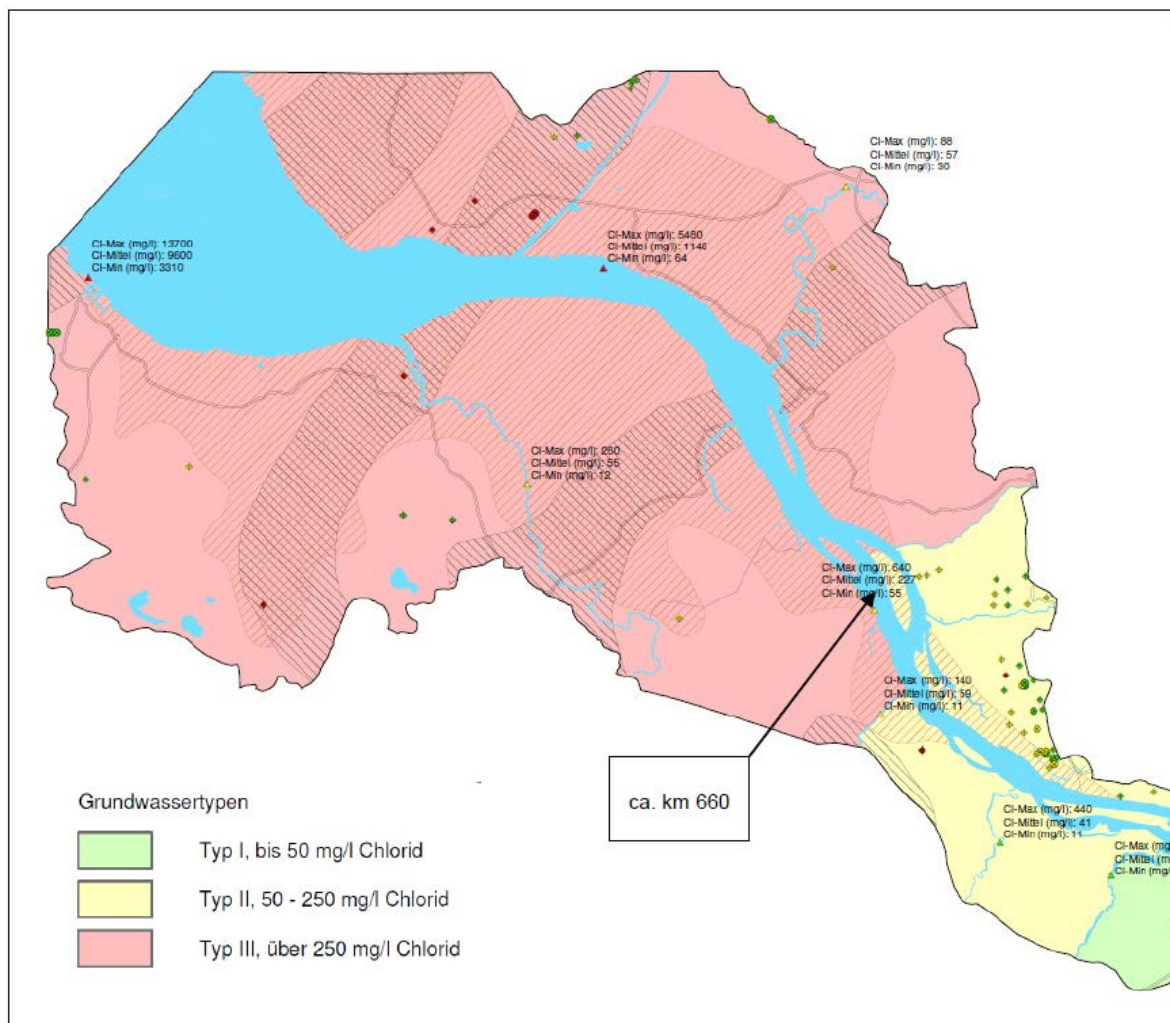 Cl-Max (mg/l): 88
Cl-Mittel (mg/l): 57
Cl-Min (mg/l): 30
Cl-Max (mg/l): 13700
Cl-Mittel (mg/l): 9600
Cl-Min (mg/l): 3310
Cl-Max (mg/l): 5480
Cl-Mittel (mg/l): 1146
Cl-Min (mg/l): 64
Cl-Max (mg/l): 260
Cl-Mittel (mg/l): 55
Cl-Min (mg/l): 12
Cl-Max (mg/l): 640
Cl-Mittel (mg/l): 227
Cl-Min (mg/l): 55
Cl-Max (mg/l): 140
Cl-Mittel (mg/l): 59
Cl-Min (mg/l): 11
ca. km 660
Cl-Max (mg/l): 440
Cl-Mittel (mg/l): 41
Cl-Min (mg/l): 11
Cl-Max (mg
Cl-Mittel (m
Cl-Min (mg/
Grundwassertypen
Typ I, bis 50 mg/l Chlorid
Typ II, 50 - 250 mg/l Chlorid
Typ III, über 250 mg/l Chlorid